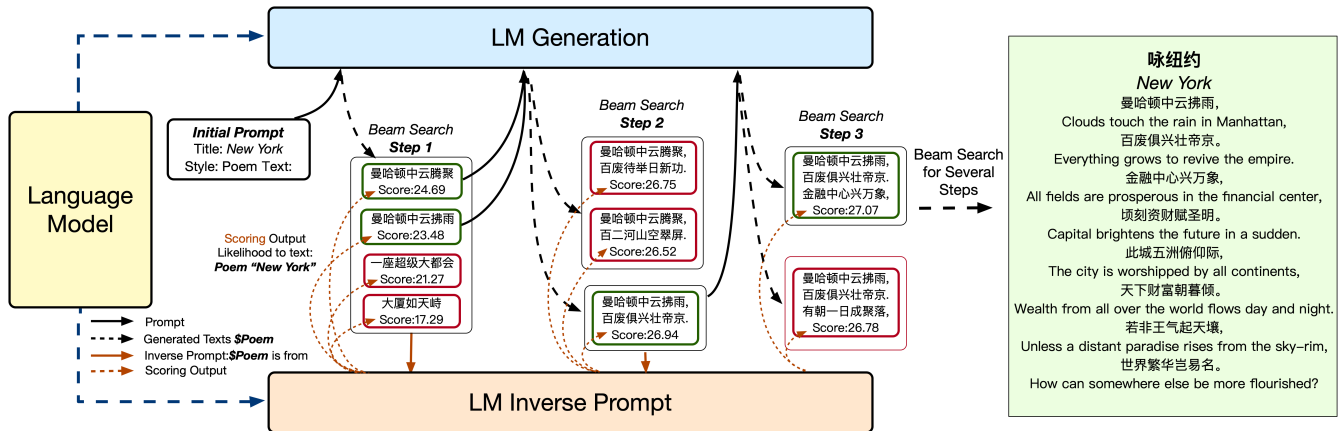 LM Generation
Language
Model
Initial Prompt
Title: New York
Style: Poem Text:
Beam Search
Step 1
曼哈顿中云腾聚
Score:24.69
曼哈顿中云拂雨
Score:23.48
一座超级大都会
Score:21.27
大厦如天峙
Score:17.29
Scoring Output
Likelihood to text:
Poem “New York”
Beam Search
Step 2
曼哈顿中云腾聚,
百废待举日新功.
Score:26.75
曼哈顿中云腾聚,
百二河山空翠屏.
Score:26.52
曼哈顿中云拂雨,
百废俱兴壮帝京.
Score:26.94
Beam Search
Step 3
曼哈顿中云拂雨,
百废俱兴壮帝京.
金融中心兴万象,
Score:27.07
曼哈顿中云拂雨,
百废俱兴壮帝京.
有朝一日成聚落,
Score:26.78
Beam Search
for Several
Steps
Prompt
Generated Texts $Poem
Inverse Prompt:$Poem is from
Scoring Output
LM Inverse Prompt
咏纽约
New York
曼哈顿中云拂雨，
Clouds touch the rain in Manhattan,
百废俱兴壮帝京。
Everything grows to revive the empire.
金融中心兴万象，
All fields are prosperous in the financial center,
顷刻资财赋圣明。
Capital brightens the future in a sudden.
此城五洲俯仰际，
The city is worshipped by all continents,
天下财富朝暮倾。
Wealth from all over the world flows day and night.
若非王气起天壤，
Unless a distant paradise rises from the sky-rim,
世界繁华岂易名。
How can somewhere else be more flourished?